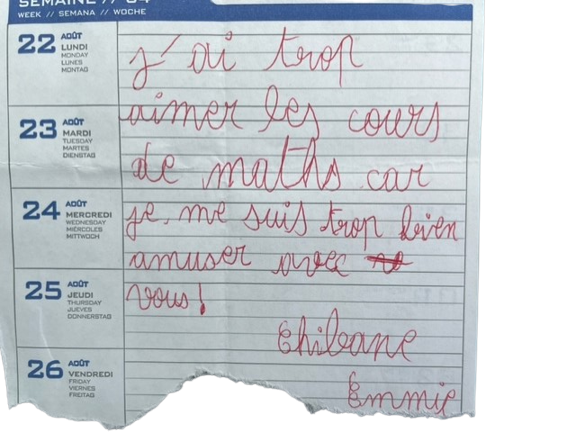 SEMAINE // 34
WEEK // SEMANA // WOCHE
22 AOÛT
LUNDI
MONDAY
LUNES
MONTAG
j'ai trop
aimer les cours
23 AOÛT
MARDI
TUESDAY
MARTES
DIENSTAG
de maths car
24 AOÛT
MERCREDI
WEDNESDAY
MIÉRCOLES
MITTWOCH
je me suis trop bien
amuser avec
25 AOÛT
JEUDI
THURSDAY
JUEVES
DONNERSTAG
vous!
Chibane
26 AOÛT
VENDREDI
FRIDAY
VIERNES
FREITAG
Emmie